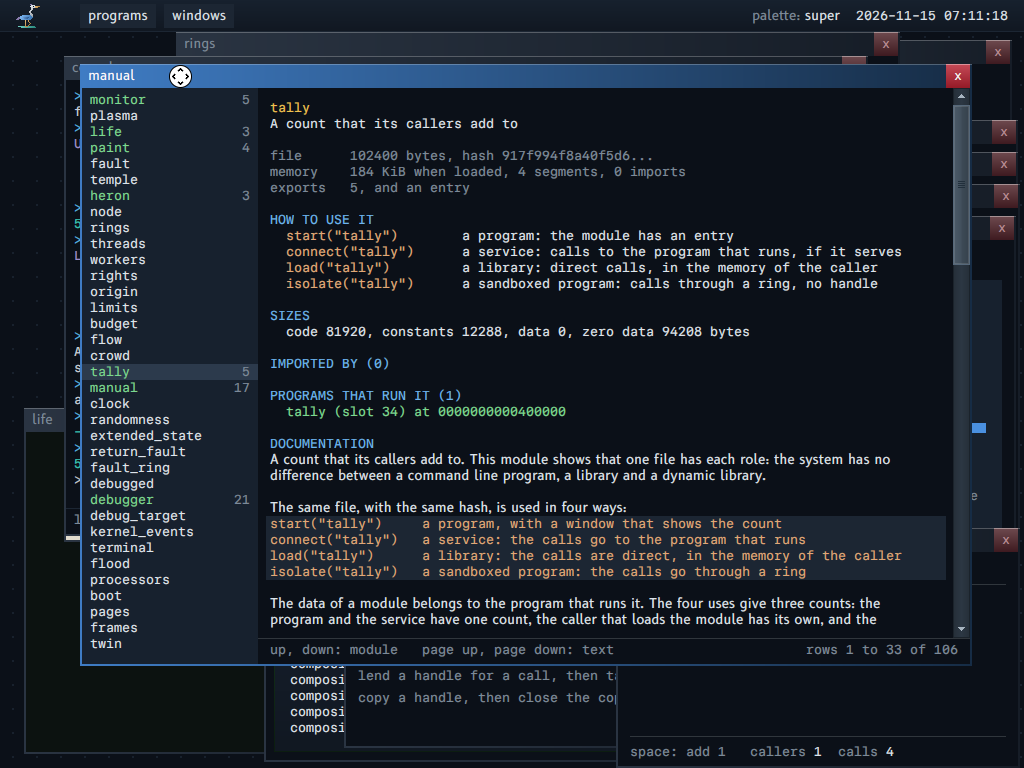 programs windows palette: super 2026-11-15 07:11:18
rings x
x
manual x
monitor 5
plasma
life 3
paint 4
fault
temple
heron 3
node
rings
threads
workers
rights
origin
limits
budget
flow
crowd
tally 5
manual 17
clock
randomness
extended_state
return_fault
fault_ring
debugged
debugger 21
debug_target
kernel_events
terminal
flood
processors
boot
pages
frames
twin
tally
A count that its callers add to
file 102400 bytes, hash 917f994f8a40f5d6...
memory 184 KiB when loaded, 4 segments, 0 imports
exports 5, and an entry
HOW TO USE IT
start("tally") a program: the module has an entry
connect("tally") a service: calls to the program that runs, if it serves
load("tally") a library: direct calls, in the memory of the caller
isolate("tally") a sandboxed program: calls through a ring, no handle
SIZES
code 81920, constants 12288, data 0, zero data 94208 bytes
IMPORTED BY (0)
PROGRAMS THAT RUN IT (1)
tally (slot 34) at 0000000000400000
DOCUMENTATION
A count that its callers add to. This module shows that one file has each role: the system has no
difference between a command line program, a library and a dynamic library.
The same file, with the same hash, is used in four ways:
start("tally") a program, with a window that shows the count
connect("tally") a service: the calls go to the program that runs
load("tally") a library: the calls are direct, in the memory of the caller
isolate("tally") a sandboxed program: the calls go through a ring
The data of a module belongs to the program that runs it. The four uses give three counts: the
program and the service have one count, the caller that loads the module has its own, and the
up, down: module page up, page down: text rows 1 to 33 of 106
x
x
x
x
x
life
composi
composi
composi
composi
lend a handle for a call, then t
copy a handle, then close the co
space: add 1 callers 1 calls 4